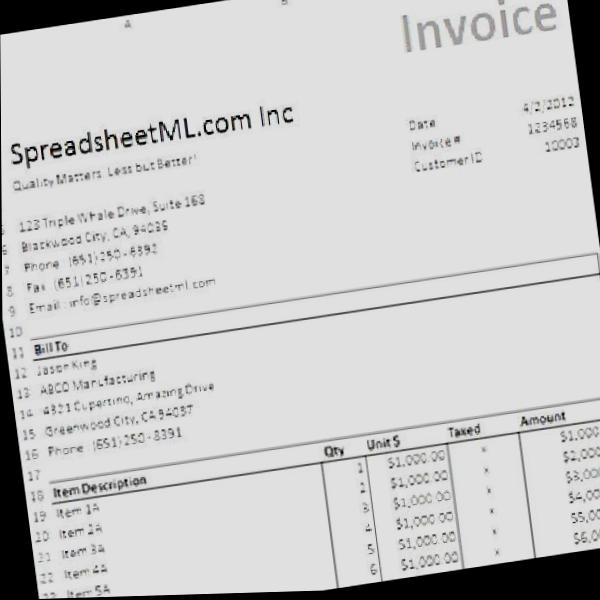 A B
Invoice
SpreadsheetML.com Inc
Quality Matters. Less but Better!
Date 4/2/2012
Invoice # 1234568
Customer ID 10003
5 123 Triple Whale Drive, Suite 168
6 Blackwood City, CA, 94035
7 Phone (651) 250-6392
8 Fax (651) 250-6391
9 Email: info@spreadsheetml.com
10
11 Bill To
12 Jason King
13 ABCD Manufacturing
14 4321 Cupertino, Amazing Drive
15 Greenwood City, CA 94037
16 Phone (651) 250-8391
17
18 Item Description Qty Unit $ Taxed Amount
19 Item 1A 1 $1,000.00 x $1,000
20 Item 2A 2 $1,000.00 x $2,000
21 Item 3A 3 $1,000.00 x $3,000
22 Item 4A 4 $1,000.00 x $4,00
Item 5A 5 $1,000.00 x $5,00
6 $1,000.00 x $6,0